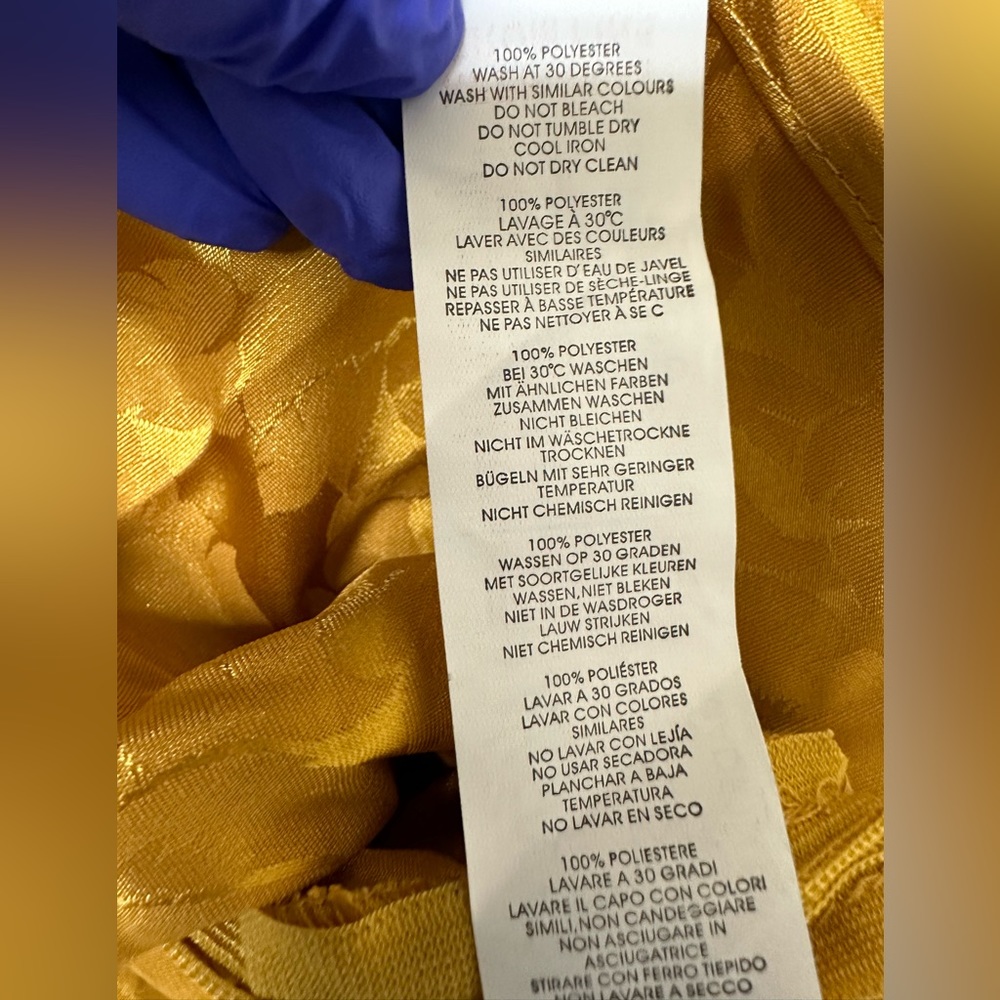 100% POLYESTER
WASH AT 30 DEGREES
WASH WITH SIMILAR COLOURS
DO NOT BLEACH
DO NOT TUMBLE DRY
COOL IRON
DO NOT DRY CLEAN
100% POLYESTER
LAVAGE À 30°C
LAVER AVEC DES COULEURS
SIMILAIRES
NE PAS UTILISER D'EAU DE JAVEL
NE PAS UTILISER DE SÈCHE-LINGE
REPASSER À BASSE TEMPÉRATURE
NE PAS NETTOYER À SE C
100% POLYESTER
BEI 30°C WASCHEN
MIT ÄHNLICHEN FARBEN
ZUSAMMEN WASCHEN
NICHT BLEICHEN
NICHT IM WÄSCHETROCKNE
TROCKNEN
BÜGELN MIT SEHR GERINGER
TEMPERATUR
NICHT CHEMISCH REINIGEN
100% POLYESTER
WASSEN OP 30 GRADEN
MET SOORTGELIJKE KLEUREN
WASSEN,NIET BLEKEN
NIET IN DE WASDROGER
LAUW STRIJKEN
NIET CHEMISCH REINIGEN
100% POLIÉSTER
LAVAR A 30 GRADOS
LAVAR CON COLORES
SIMILARES
NO LAVAR CON LEJÍA
NO USAR SECADORA
PLANCHAR A BAJA
TEMPERATURA
NO LAVAR EN SECO
100% POLIESTERE
LAVARE A 30 GRADI
LAVARE IL CAPO CON COLORI
SIMILI,NON CANDEGGIARE
NON ASCIUGARE IN
ASCIUGATRICE
STIRARE CON FERRO TIEPIDO
NON LAVARE A SECCO